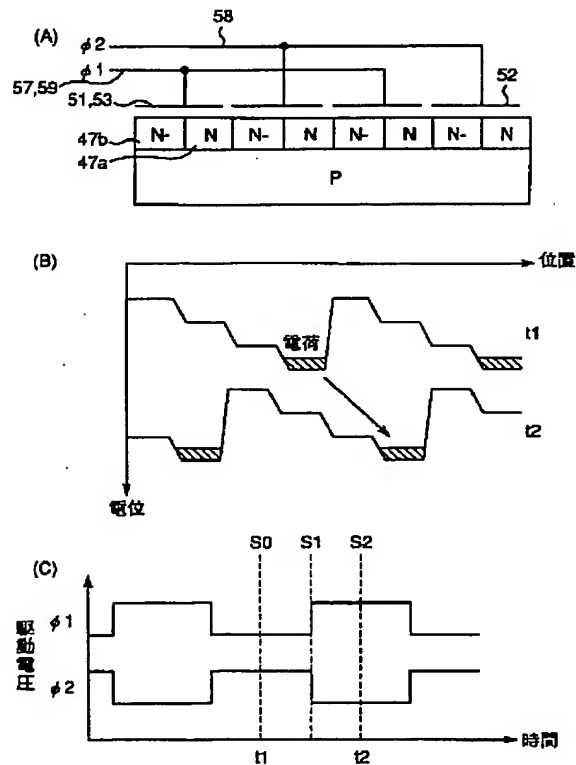 (A)
58
φ2
φ1
57,59
51,53
52
N- N N- N N- N N- N
47b
47a
P
(B)
位置
電荷
t1
t2
電位
(C)
S0 S1 S2
φ1
駆動電圧
φ2
時間
t1 t2